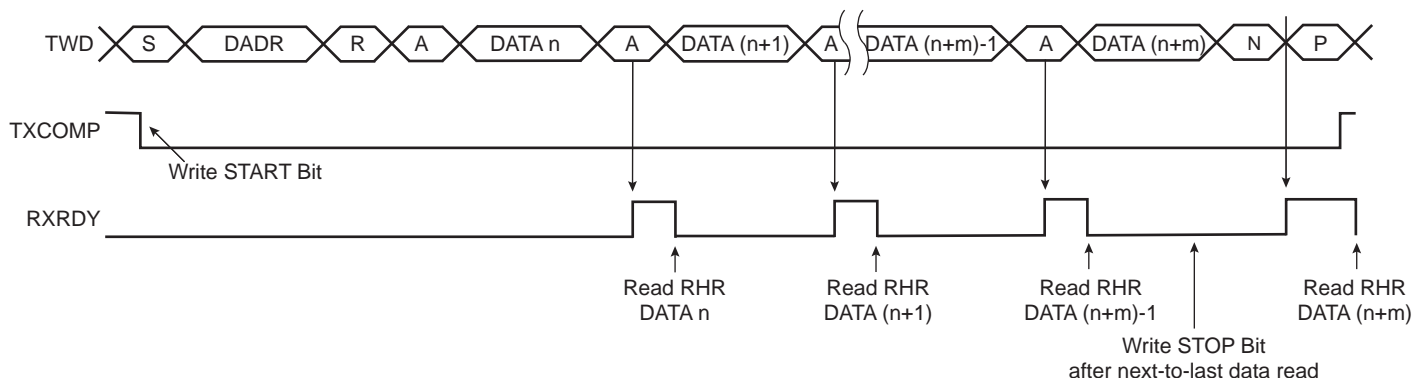 TWD S DADR R A DATA n A DATA (n+1) A DATA (n+m)-1 A DATA (n+m) N P
TXCOMP
Write START Bit
RXRDY
Read RHR
DATA n
Read RHR
DATA (n+1)
Read RHR
DATA (n+m)-1
Read RHR
DATA (n+m)
Write STOP Bit
after next-to-last data read